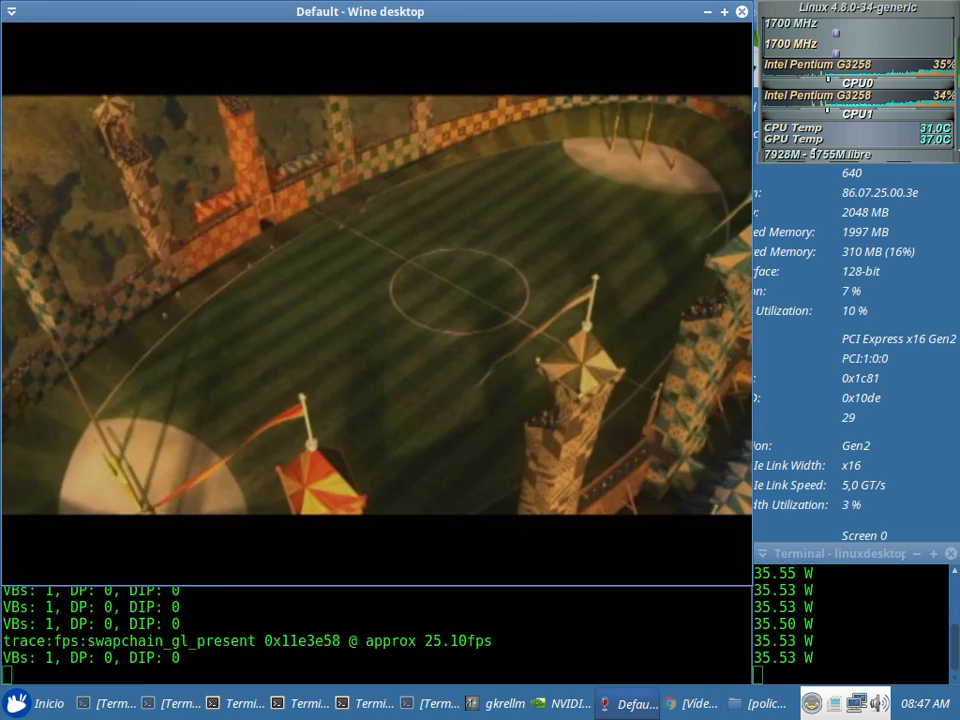 Default - Wine desktop
Linux 4.8.0-34-generic
1700 MHz
1700 MHz
Intel Pentium G3258 35%
CPU0
Intel Pentium G3258 34%
CPU1
CPU Temp 31.0C
GPU Temp 37.0C
7928M - 5755M libre
640
n: 86.07.25.00.3e
2048 MB
ed Memory: 1997 MB
ed Memory: 310 MB (16%)
face: 128-bit
n: 7 %
Utilization: 10 %
PCI Express x16 Gen2
PCI:1:0:0
0x1c81
D: 0x10de
29
ion: Gen2
Ie Link Width: x16
Ie Link Speed: 5,0 GT/s
dth Utilization: 3 %
Screen 0
Terminal - linuxdesktop
VBs: 1, DP: 0, DIP: 0
VBs: 1, DP: 0, DIP: 0
VBs: 1, DP: 0, DIP: 0
trace:fps:swapchain_gl_present 0x11e3e58 @ approx 25.10fps
VBs: 1, DP: 0, DIP: 0
35.55 W
35.53 W
35.53 W
35.50 W
35.53 W
35.53 W
Inicio [Term... [Term... Termi... Termi... Termi... [Term... gkrellm NVIDI... Defau... [Víde... [polic... 08:47 AM